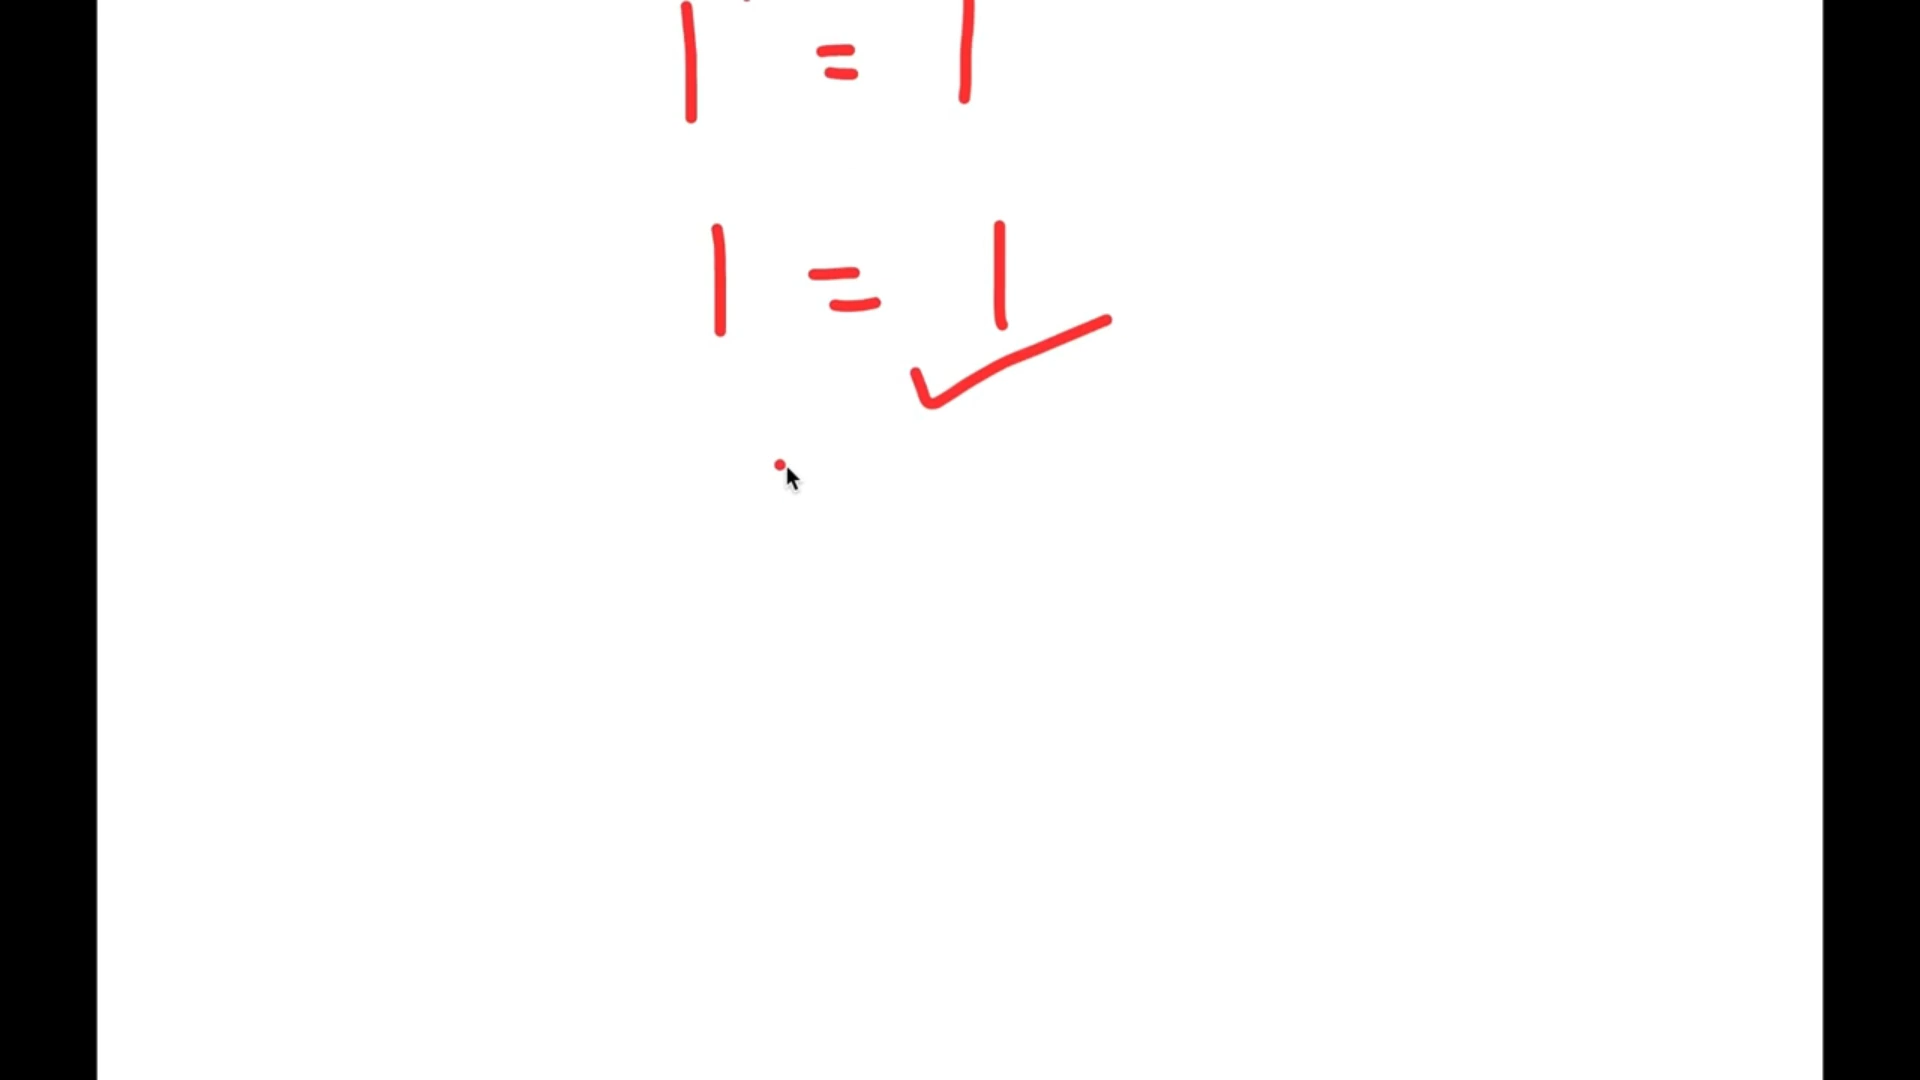 1 = 1
1 = 1 ✓